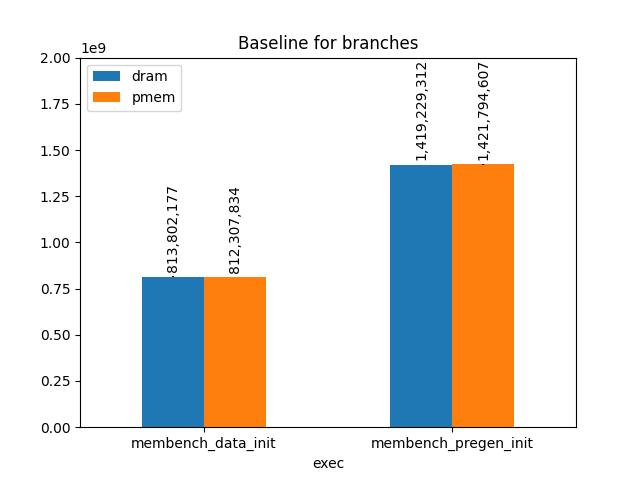 Baseline for branches
1e9
2.00
1.75
1.50
1.25
1.00
0.75
0.50
0.25
0.00
dram
pmem
813,802,177
812,307,834
1,419,229,312
1,421,794,607
membench_data_init
membench_pregen_init
exec